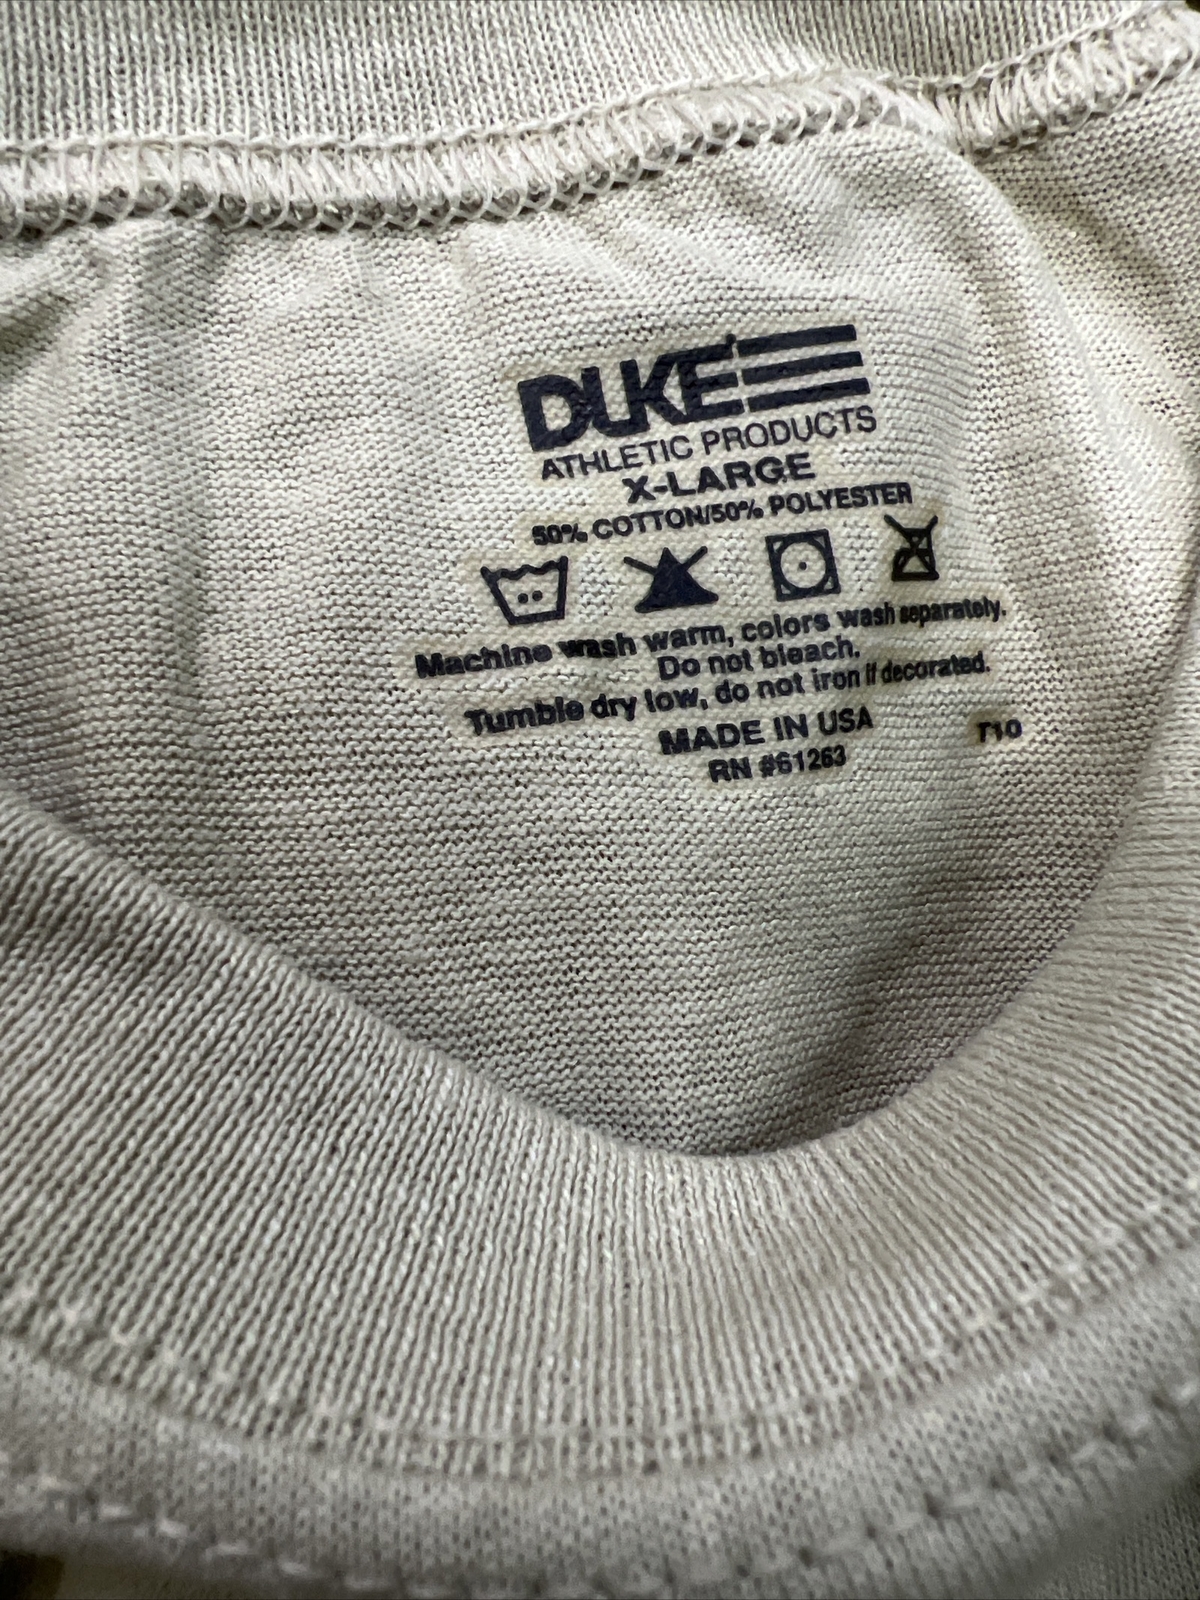 DUKE
ATHLETIC PRODUCTS
X-LARGE
50% COTTON/50% POLYESTER
Machine wash warm, colors wash separately.
Do not bleach.
Tumble dry low, do not iron if decorated.
MADE IN USA
T10
RN #61263